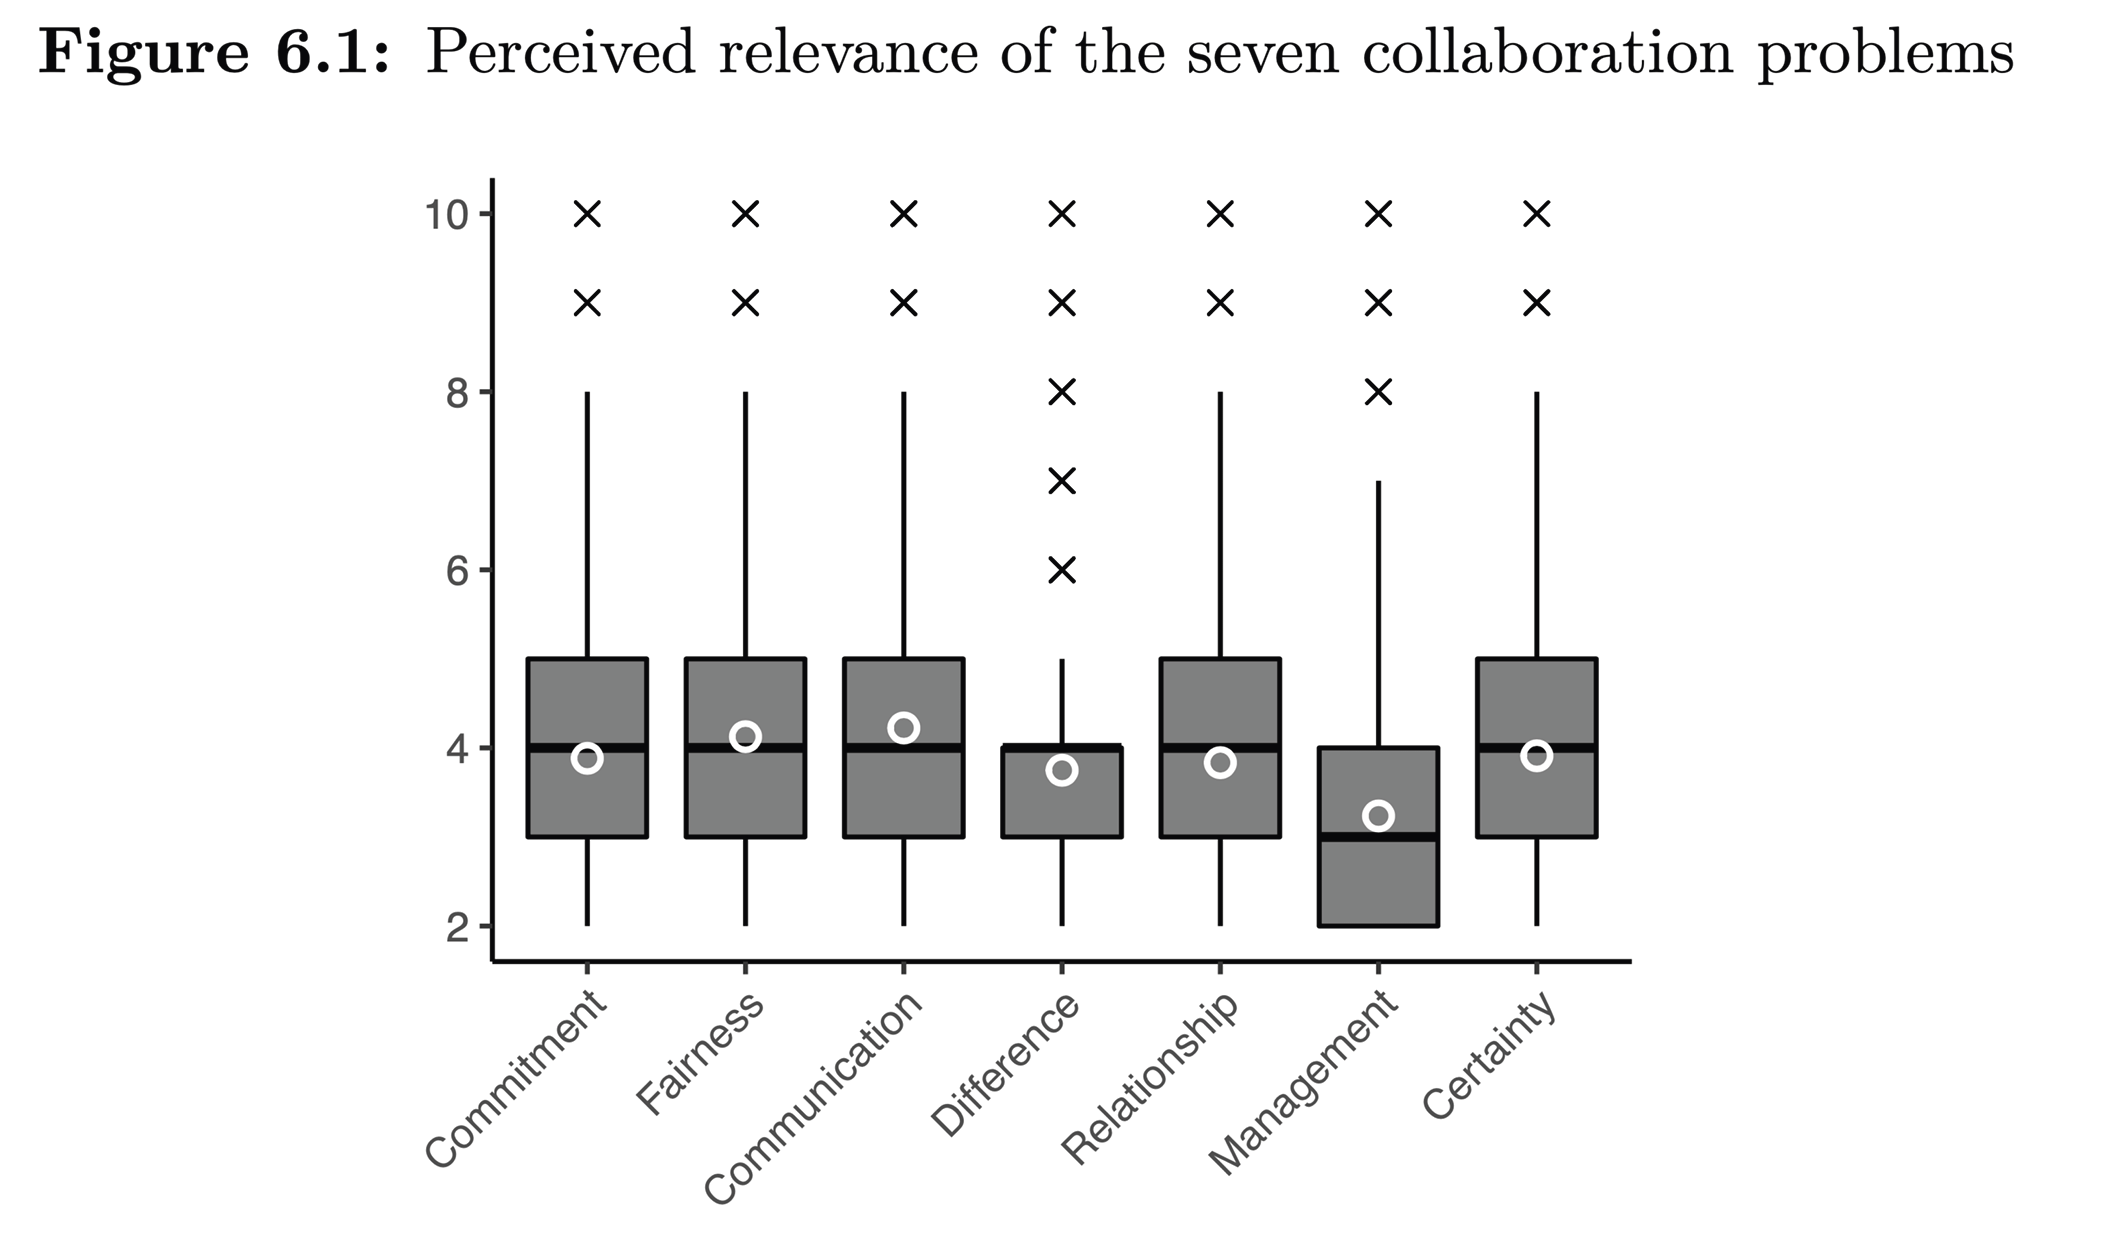 Figure 6.1: Perceived relevance of the seven collaboration problems
10
8
6
4
2
Commitment
Fairness
Communication
Difference
Relationship
Management
Certainty